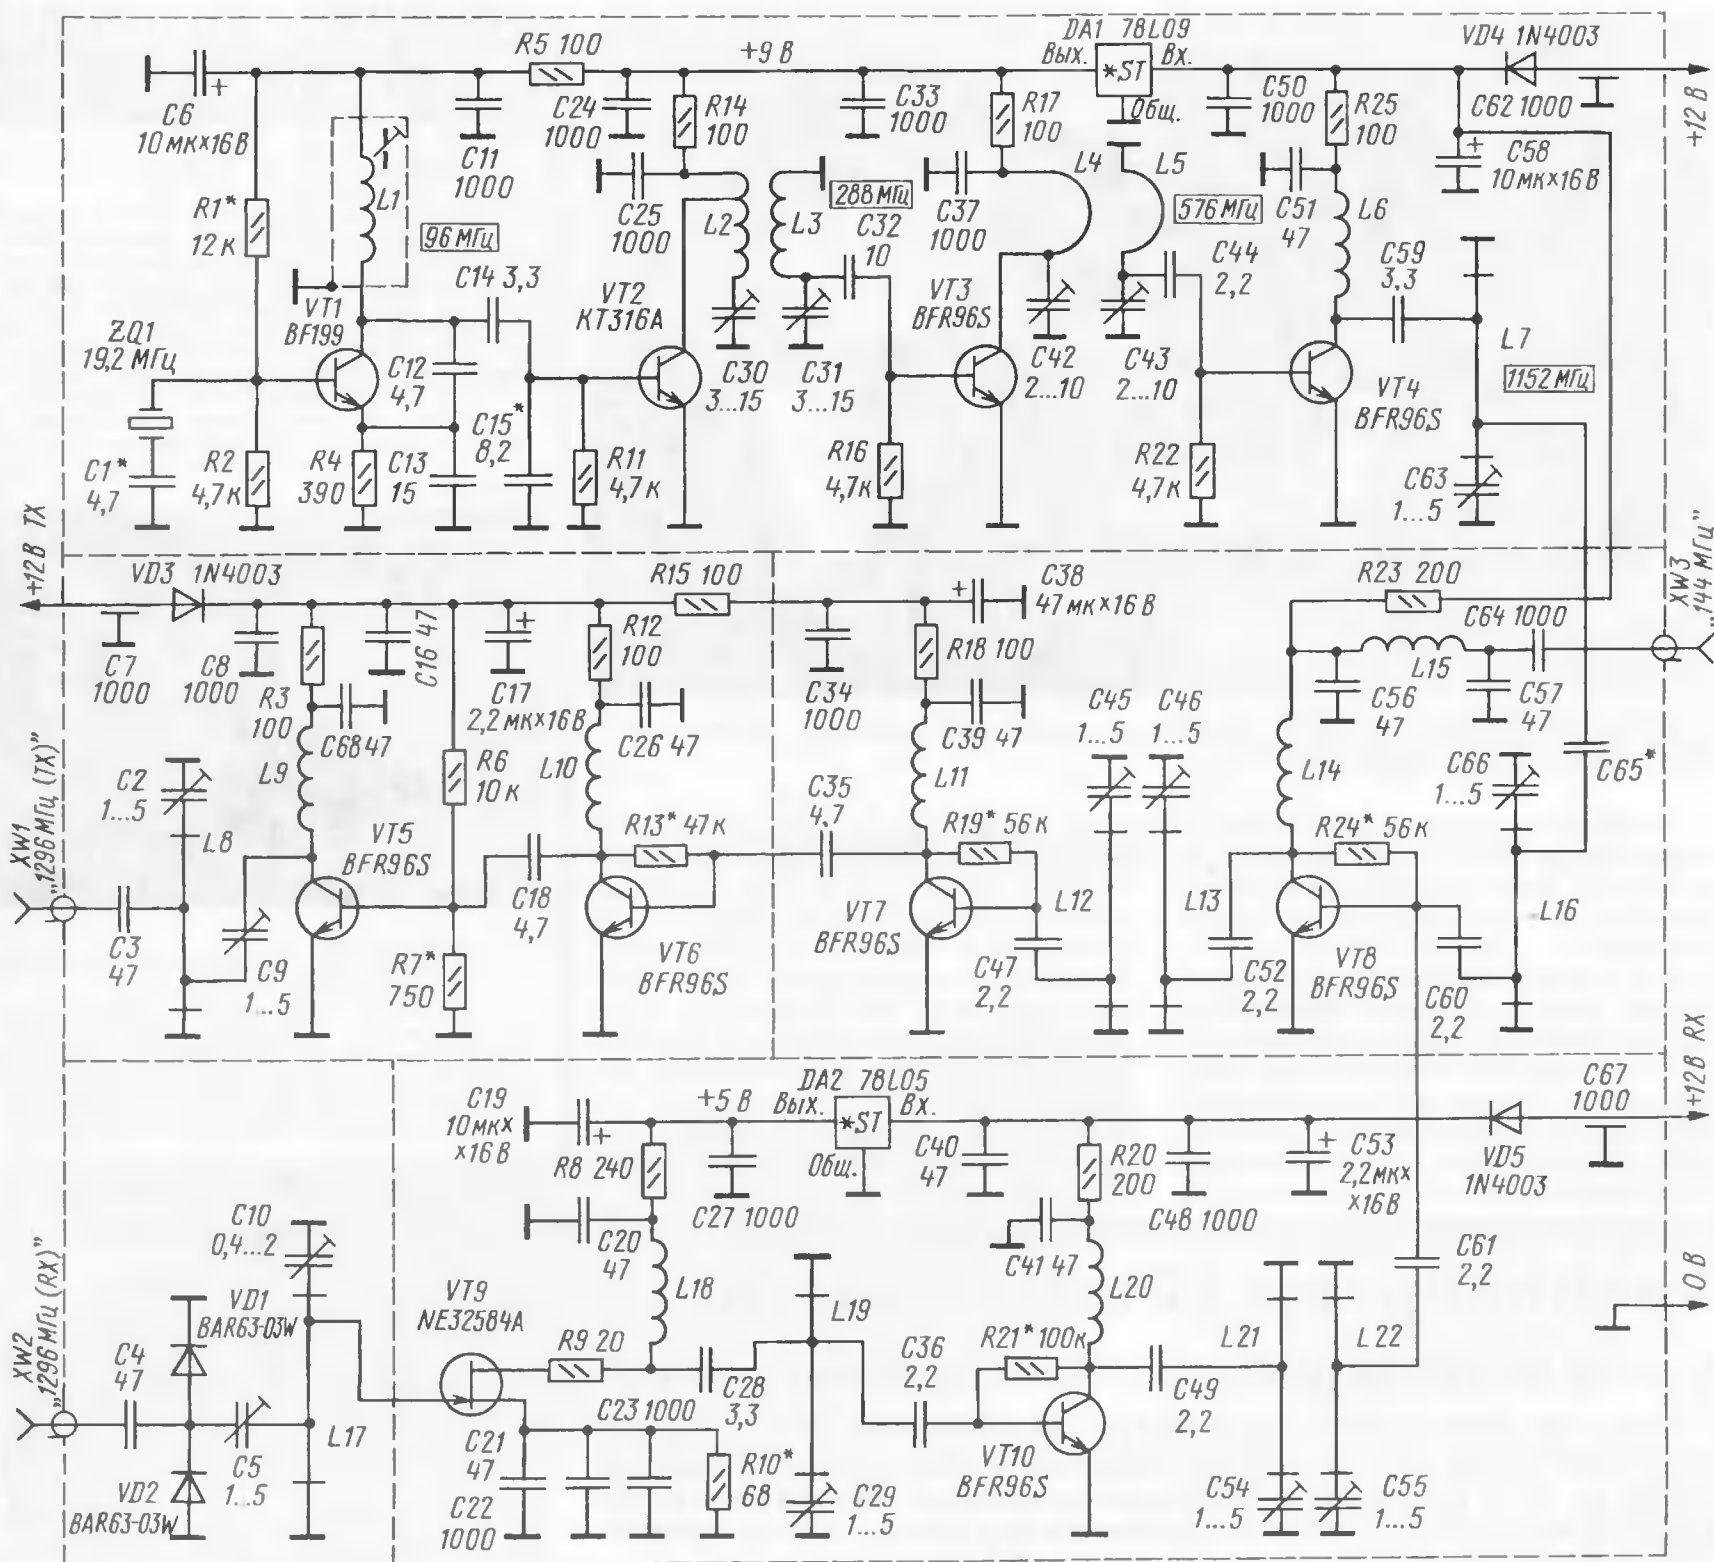 R5 100
+9 В
DA1 78L09
Вых.
*ST
Вх.
Общ.
VD4 1N4003
+12 В
C6
10 мк×16 В
C11
1000
C24
1000
R14
100
C33
1000
R17
100
C50
1000
R25
100
C62 1000
C58
10 мк×16 В
R1*
12 к
L1
96 МГц
C25
1000
L2
L3
288 МГц
C32
10
C37
1000
L4
L5
576 МГц
C51
47
L6
C44
2,2
C59
3,3
C14 3,3
VT1
BF199
VT2
КТ316А
VT3
BFR96S
ZQ1
19,2 МГц
C12
4,7
C30
3...15
C31
3...15
C42
2...10
C43
2...10
VT4
BFR96S
L7
1152 МГц
C1*
4,7
R2
4,7 к
R4
390
C13
15
C15*
8,2
R11
4,7 к
R16
4,7к
R22
4,7 к
C63
1...5
+12 В TX
VD3 1N4003
R15 100
C38
47 мк×16 В
R23 200
XW3
„144 МГц"
C7
1000
C8
1000
R3
100
C16 47
C17
2,2 мк×16 В
R12
100
C34
1000
R18 100
C64 1000
L15
C56
47
C57
47
C68 47
C26 47
C39 47
C45
1...5
C46
1...5
C2
1...5
L8
L9
R6
10 к
L10
C35
4,7
L11
L14
C66
1...5
C65*
XW1
„1296 МГц (TX)"
VT5
BFR96S
R13* 47 к
R19* 56 к
R24* 56 к
C3
47
C9
1...5
R7*
750
C18
4,7
VT6
BFR96S
VT7
BFR96S
L12
C47
2,2
L13
C52
2,2
VT8
BFR96S
C60
2,2
L16
C19
10 мк×
×16 В
+5 В
DA2 78L05
Вых.
*ST
Вх.
Общ.
C67
1000
+12В RX
R8 240
C27 1000
C40
47
R20
200
C48 1000
C53
2,2мк×
×16 В
VD5
1N4003
C10
0,4...2
C20
47
L18
C41 47
L20
C61
2,2
0 В
XW2
„1296 МГц (RX)"
VD1
BAR63-03W
VT9
NE32584A
R9 20
L19
C36
2,2
R21* 100к
L21
L22
C4
47
C28
3,3
C49
2,2
L17
C5
1...5
VD2
BAR63-03W
C21
47
C22
1000
C23 1000
R10*
68
C29
1...5
VT10
BFR96S
C54
1...5
C55
1...5